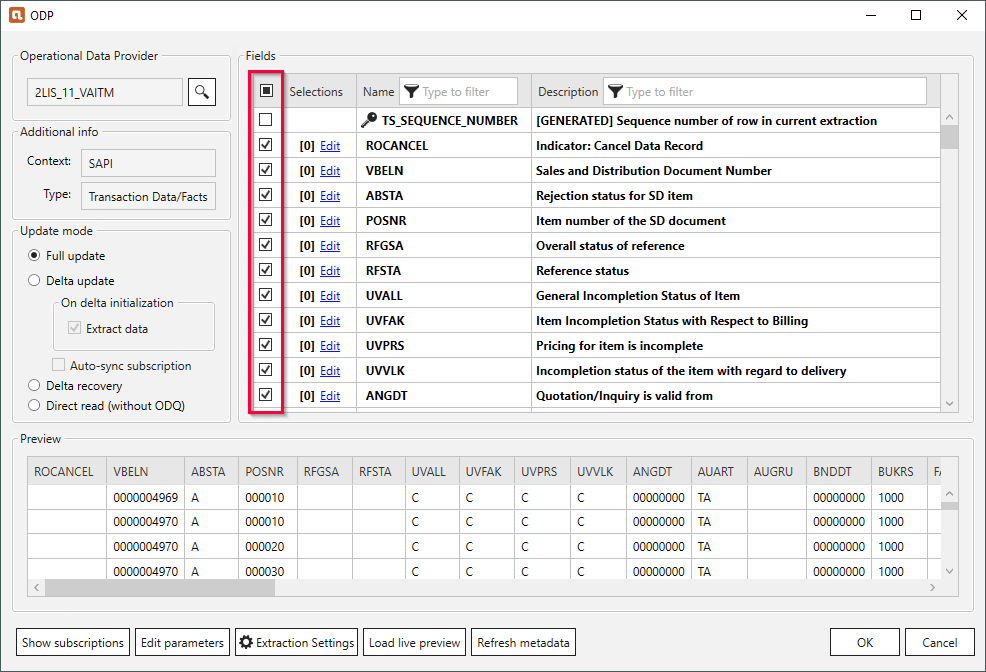 ODP
Operational Data Provider
2LIS_11_VAITM
Additional info
Context: SAPI
Type: Transaction Data/Facts
Update mode
Full update
Delta update
On delta initialization
Extract data
Auto-sync subscription
Delta recovery
Direct read (without ODQ)
Fields
Selections Name Type to filter Description Type to filter
TS_SEQUENCE_NUMBER [GENERATED] Sequence number of row in current extraction
[0] Edit ROCANCEL Indicator: Cancel Data Record
[0] Edit VBELN Sales and Distribution Document Number
[0] Edit ABSTA Rejection status for SD item
[0] Edit POSNR Item number of the SD document
[0] Edit RFGSA Overall status of reference
[0] Edit RFSTA Reference status
[0] Edit UVALL General Incompletion Status of Item
[0] Edit UVFAK Item Incompletion Status with Respect to Billing
[0] Edit UVPRS Pricing for item is incomplete
[0] Edit UVVLK Incompletion status of the item with regard to delivery
[0] Edit ANGDT Quotation/Inquiry is valid from
Preview
ROCANCEL VBELN ABSTA POSNR RFGSA RFSTA UVALL UVFAK UVPRS UVVLK ANGDT AUART AUGRU BNDDT BUKRS
0000004969 A 000010 C C C C 00000000 TA 00000000 1000
0000004970 A 000010 C C C C 00000000 TA 00000000 1000
0000004970 A 000020 C C C C 00000000 TA 00000000 1000
0000004970 A 000030 C C C C 00000000 TA 00000000 1000
Show subscriptions Edit parameters Extraction Settings Load live preview Refresh metadata OK Cancel